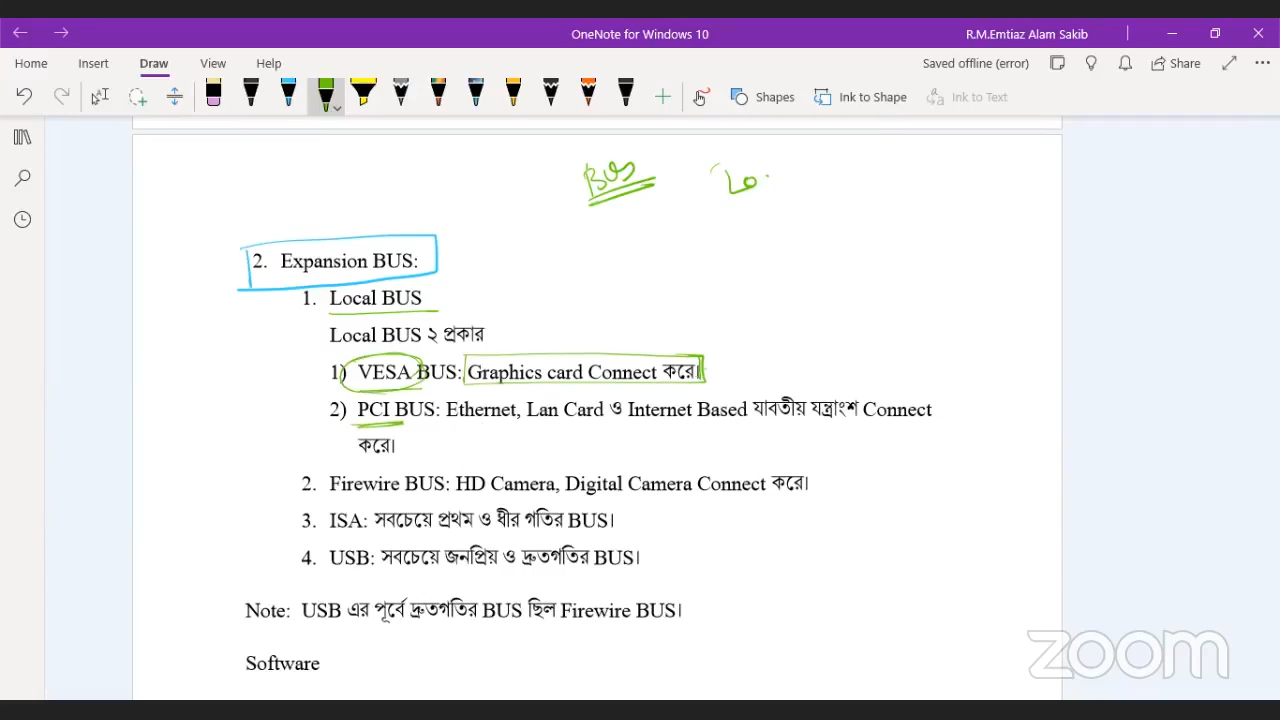 OneNote for Windows 10
R.M.Emtiaz Alam Sakib
Home Insert Draw View Help
Saved offline (error)
Share
Shapes
Ink to Shape
Ink to Text
BUS
2. Expansion BUS:
1. Local BUS
Local BUS ২ প্রকার
1) VESA BUS: Graphics card Connect করে।
2) PCI BUS: Ethernet, Lan Card ও Internet Based যাবতীয় যন্ত্রাংশ Connect
করে।
2. Firewire BUS: HD Camera, Digital Camera Connect করে।
3. ISA: সবচেয়ে প্রথম ও ধীর গতির BUS।
4. USB: সবচেয়ে জনপ্রিয় ও দ্রুতগতির BUS।
Note: USB এর পূর্বে দ্রুতগতির BUS ছিল Firewire BUS।
Software
zoom